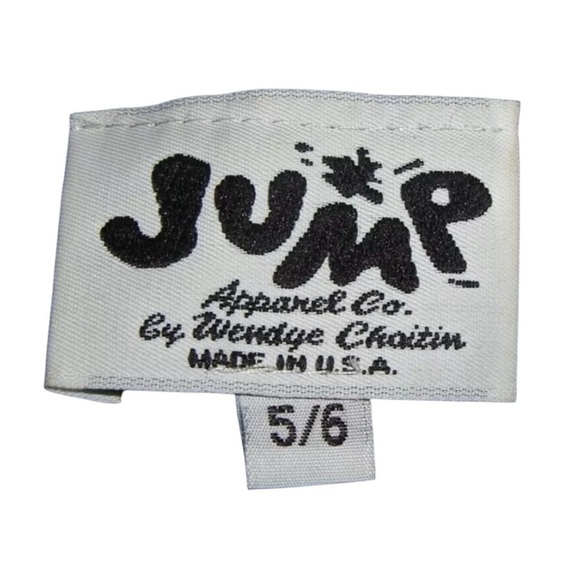 JUMP
Apparel Co.
by Wendye Chaitin
MADE IN U.S.A.
5/6